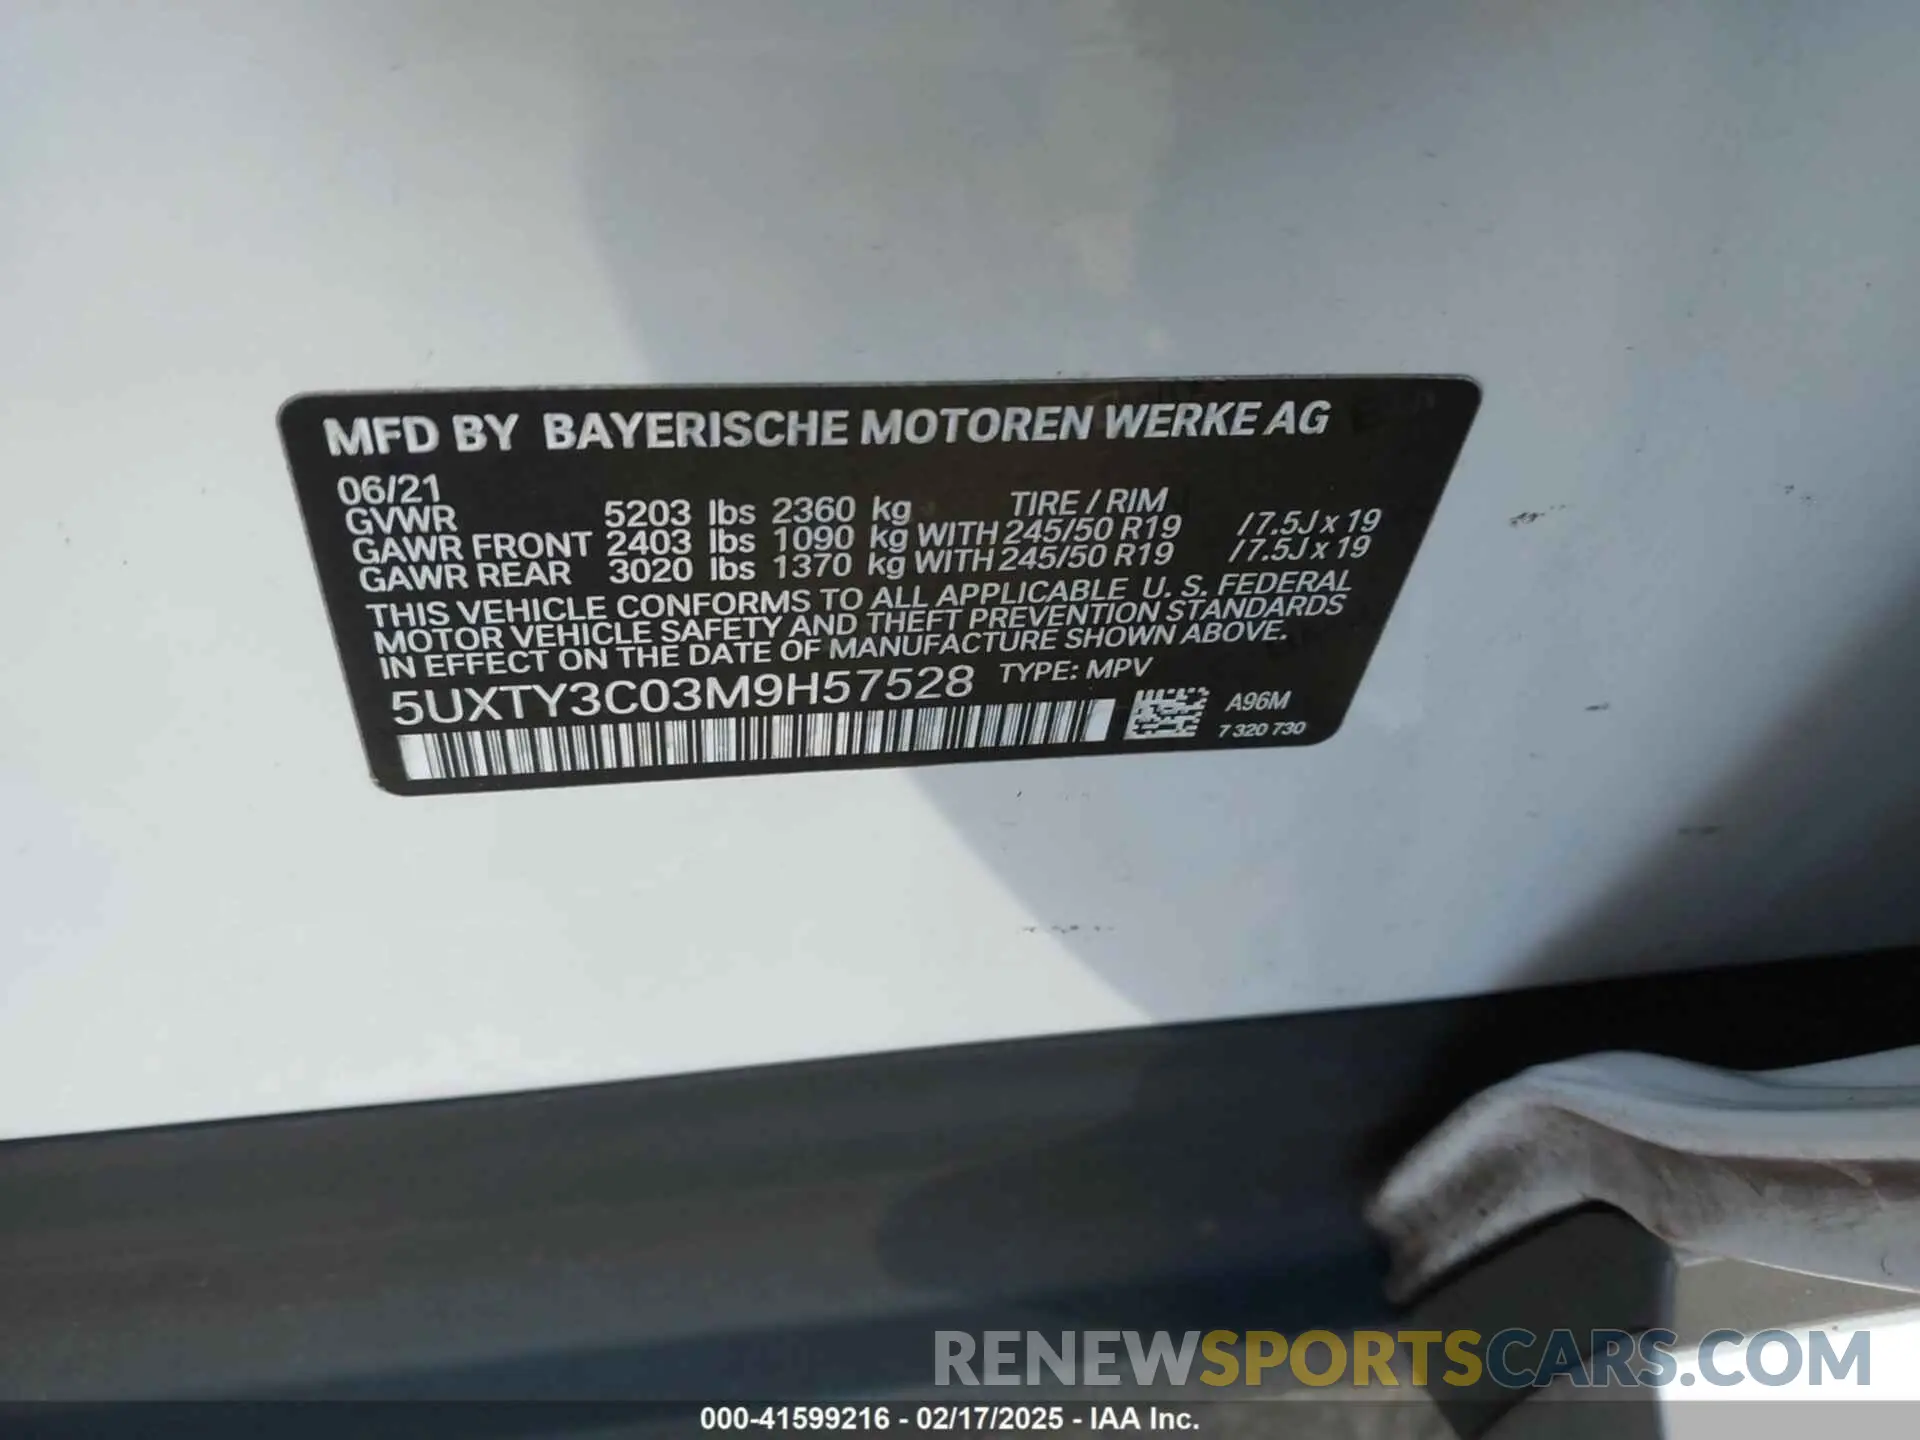 MFD BY BAYERISCHE MOTOREN WERKE AG
06/21
GVWR 5203 lbs 2360 kg TIRE / RIM
GAWR FRONT 2403 lbs 1090 kg WITH 245/50 R19 /7.5J x 19
GAWR REAR 3020 lbs 1370 kg WITH 245/50 R19 /7.5J x 19
THIS VEHICLE CONFORMS TO ALL APPLICABLE U. S. FEDERAL
MOTOR VEHICLE SAFETY AND THEFT PREVENTION STANDARDS
IN EFFECT ON THE DATE OF MANUFACTURE SHOWN ABOVE.
5UXTY3C03M9H57528 TYPE: MPV
A96M
7 320 730
RENEWSPORTSCARS.COM
000-41599216 - 02/17/2025 - IAA Inc.